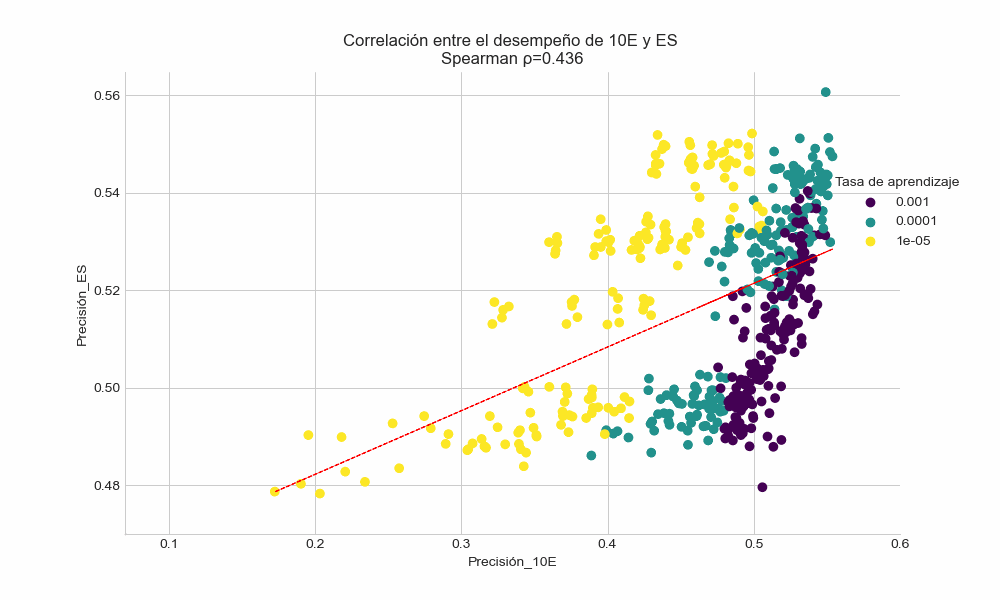 Correlación entre el desempeño de 10E y ES
Spearman ρ=0.436
0.56
0.54
0.52
0.50
0.48
Precisión_ES
Tasa de aprendizaje
0.001
0.0001
1e-05
0.1
0.2
0.3
0.4
0.5
0.6
Precisión_10E